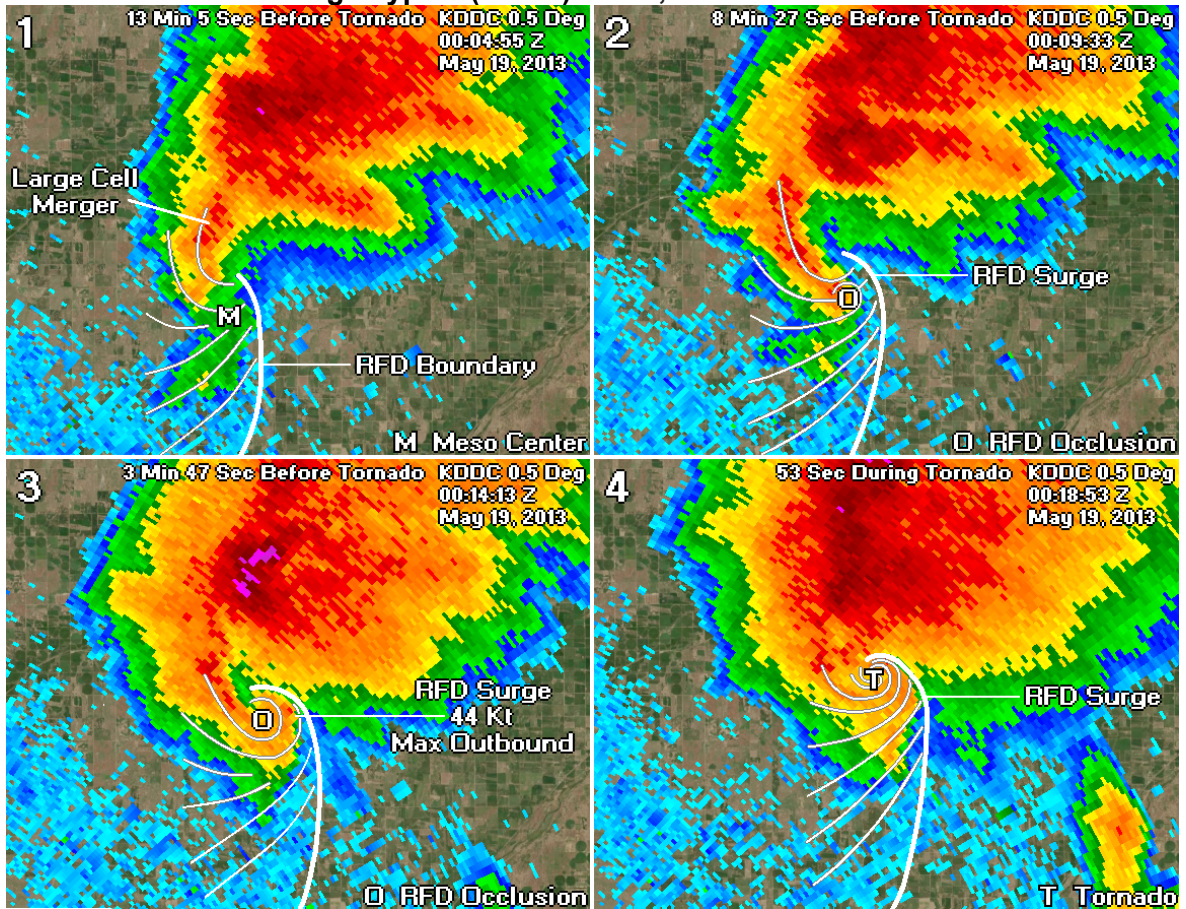 1
13 Min 5 Sec Before Tornado KDDC 0.5 Deg
00:04:55 Z
May 19, 2013
Large Cell
Merger
M
RFD Boundary
M Meso Center
2
8 Min 27 Sec Before Tornado KDDC 0.5 Deg
00:09:33 Z
May 19, 2013
RFD Surge
O
O RFD Occlusion
3
3 Min 47 Sec Before Tornado KDDC 0.5 Deg
00:14:13 Z
May 19, 2013
RFD Surge
44 Kt
Max Outbound
O
O RFD Occlusion
4
53 Sec During Tornado KDDC 0.5 Deg
00:18:53 Z
May 19, 2013
T
RFD Surge
T Tornado